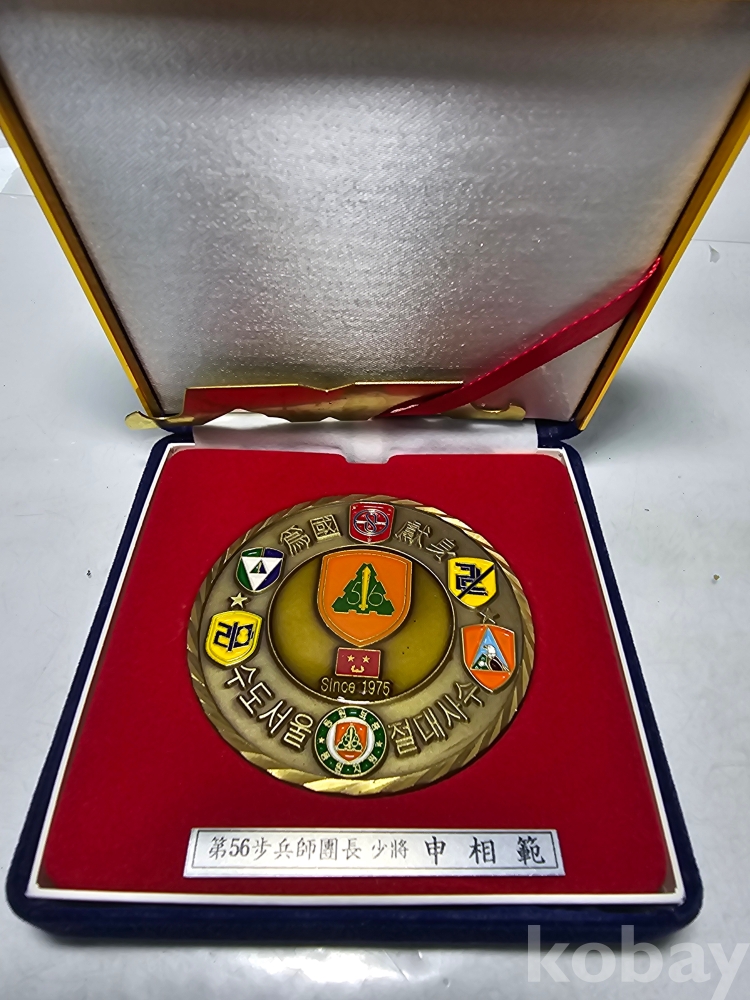 爲國獻身
56
Since 1975
수도서울 절대사수
第56步兵師團長 少將 申相範
kobay